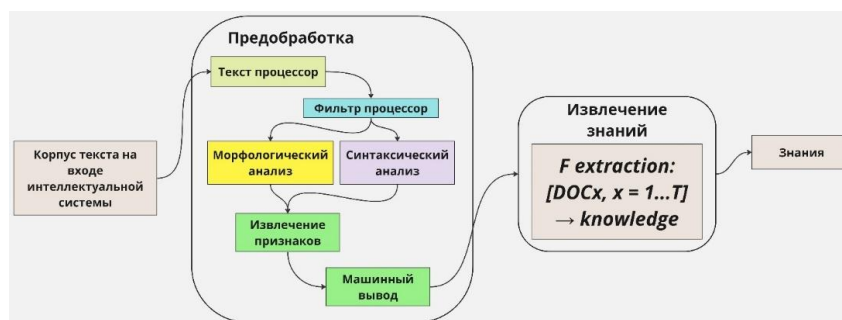 Предобработка
Текст процессор
Фильтр процессор
Морфологический
анализ
Синтаксический
анализ
Извлечение
признаков
Машинный
вывод
Корпус текста на
входе
интеллектуальной
системы
Извлечение
знаний
F extraction:
[DOCx, x = 1...T]
→ knowledge
Знания